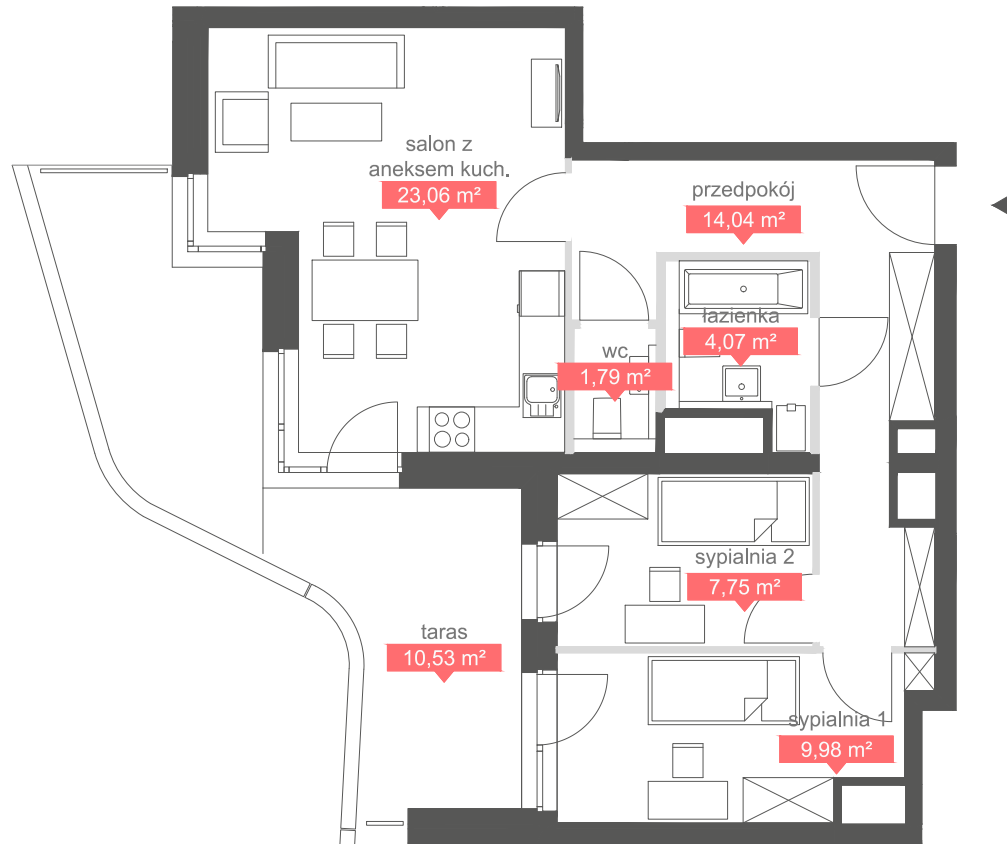 salon z
aneksem kuch.
23,06 m²
przedpokój
14,04 m²
łazienka
4,07 m²
wc
1,79 m²
sypialnia 2
7,75 m²
taras
10,53 m²
sypialnia 1
9,98 m²